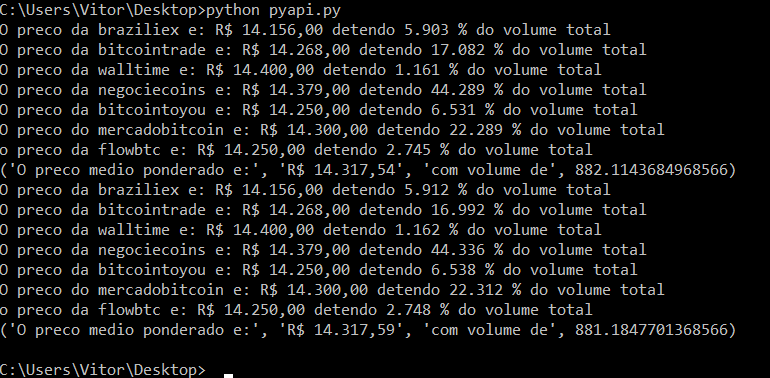 C:\Users\Vitor\Desktop>python pyapi.py
O preco da braziliex e: R$ 14.156,00 detendo 5.903 % do volume total
O preco da bitcointrade e: R$ 14.268,00 detendo 17.082 % do volume total
O preco da walltime e: R$ 14.400,00 detendo 1.161 % do volume total
O preco da negociecoins e: R$ 14.379,00 detendo 44.289 % do volume total
O preco da bitcointoyou e: R$ 14.250,00 detendo 6.531 % do volume total
O preco do mercadobitcoin e: R$ 14.300,00 detendo 22.289 % do volume total
o preco da flowbtc e: R$ 14.250,00 detendo 2.745 % do volume total
('O preco medio ponderado e:', 'R$ 14.317,54', 'com volume de', 882.1143684968566)
O preco da braziliex e: R$ 14.156,00 detendo 5.912 % do volume total
O preco da bitcointrade e: R$ 14.268,00 detendo 16.992 % do volume total
O preco da walltime e: R$ 14.400,00 detendo 1.162 % do volume total
O preco da negociecoins e: R$ 14.379,00 detendo 44.336 % do volume total
O preco da bitcointoyou e: R$ 14.250,00 detendo 6.538 % do volume total
O preco do mercadobitcoin e: R$ 14.300,00 detendo 22.312 % do volume total
o preco da flowbtc e: R$ 14.250,00 detendo 2.748 % do volume total
('O preco medio ponderado e:', 'R$ 14.317,59', 'com volume de', 881.1847701368566)
C:\Users\Vitor\Desktop>